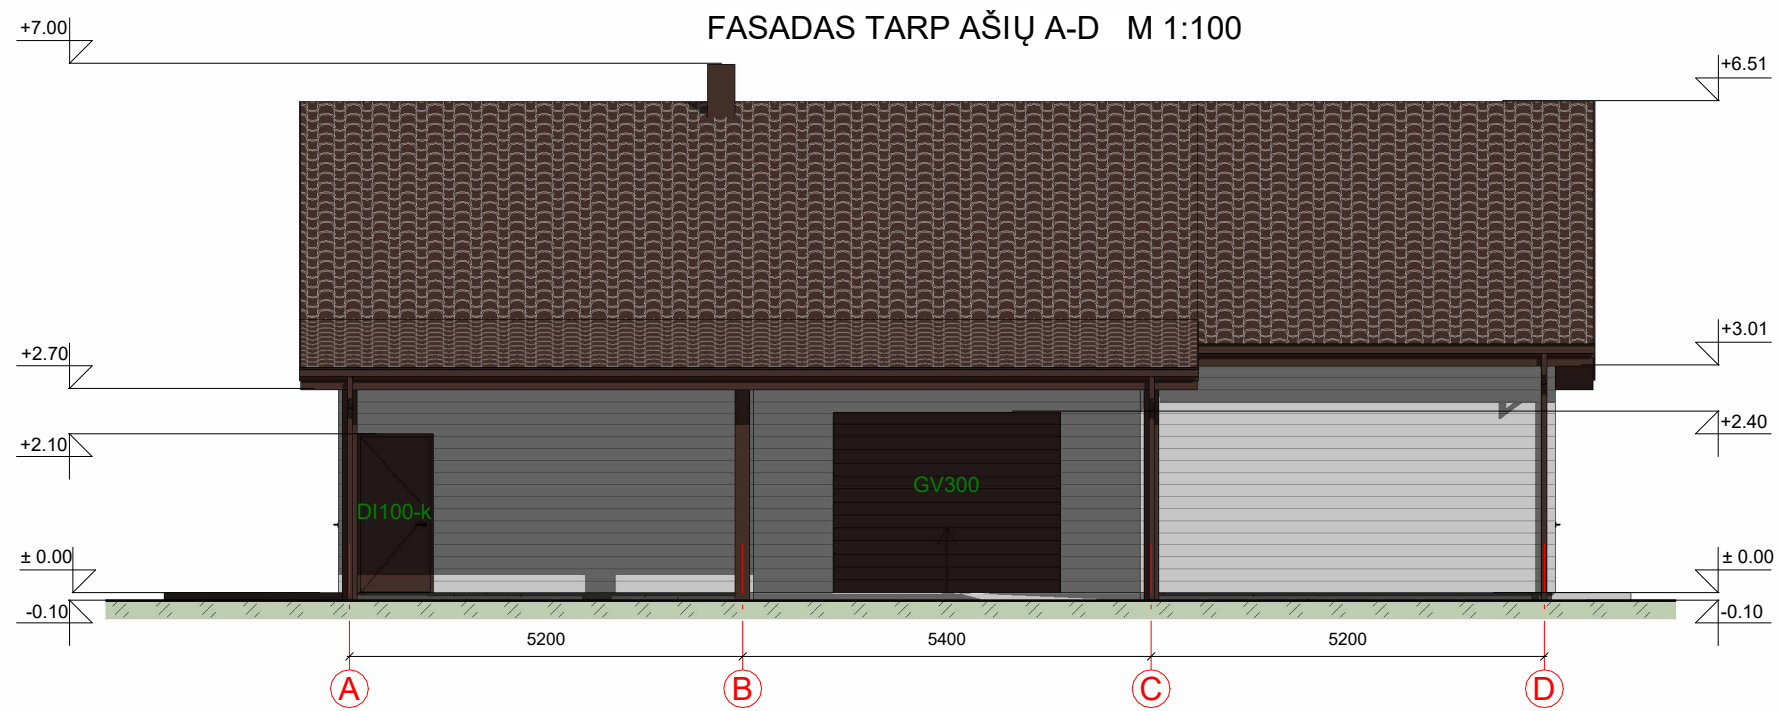 FASADAS TARP AŠIŲ A-D M 1:100
+7.00
+6.51
+2.70
+3.01
+2.10
+2.40
DI100-k
GV300
± 0.00
± 0.00
-0.10
-0.10
5200
5400
5200
A
B
C
D